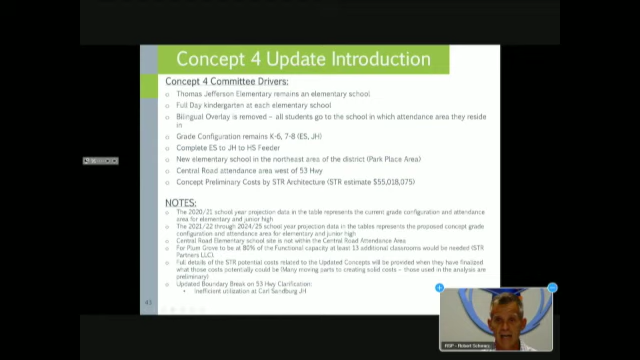 Concept 4 Update Introduction
Concept 4 Committee Drivers:
Thomas Jefferson Elementary remains an elementary school
Full Day kindergarten at each elementary school
Bilingual Overlay is removed – all students go to the school in which attendance area they reside
in
Grade Configuration remains K-6, 7-8 (ES, JH)
Complete ES to JH to HS Feeder
New elementary school in the northeast area of the district (Park Place Area)
Central Road attendance area west of 53 Hwy
Concept Preliminary Costs by STR Architecture (STR estimate $55,018,075)
NOTES:
The 2020/21 school year projection data in the table represents the current grade configuration and attendance
area for elementary and junior high
The 2021/22 through 2024/25 school year projection data in the tables represents the proposed concept grade
configuration and attendance area for elementary and junior high
Central Road Elementary school site is not within the Central Road Attendance Area
For Plum Grove to be at 80% of the Functional capacity at least 13 additional classrooms would be needed (STR
Partners LLC).
Full details of the STR potential costs related to the Updated Concepts will be provided when they have finalized
what those costs potentially could be (Many moving parts to creating solid costs – those used in the analysis are
preliminary)
Updated Boundary Break on 53 Hwy Clarification:
Inefficient utilization at Carl Sandburg JH
RSP - Robert Schwarz